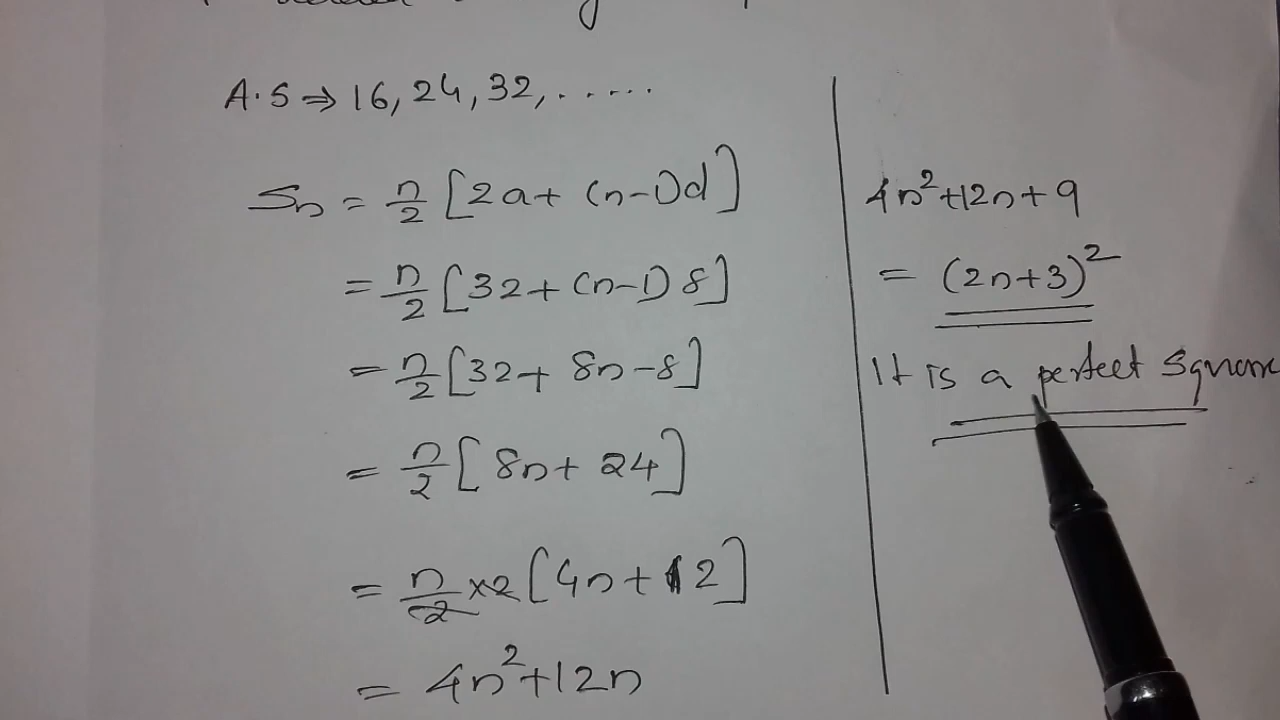 A.S ⇒ 16, 24, 32, ......
Sn = n/2 [2a + (n-1)d]
= n/2 [32 + (n-1) 8]
= n/2 [32 + 8n - 8]
= n/2 [8n + 24]
= n/2 ×2 [4n + 12]
= 4n² + 12n
4n² + 12n + 9
= (2n+3)²
It is a perfect Square